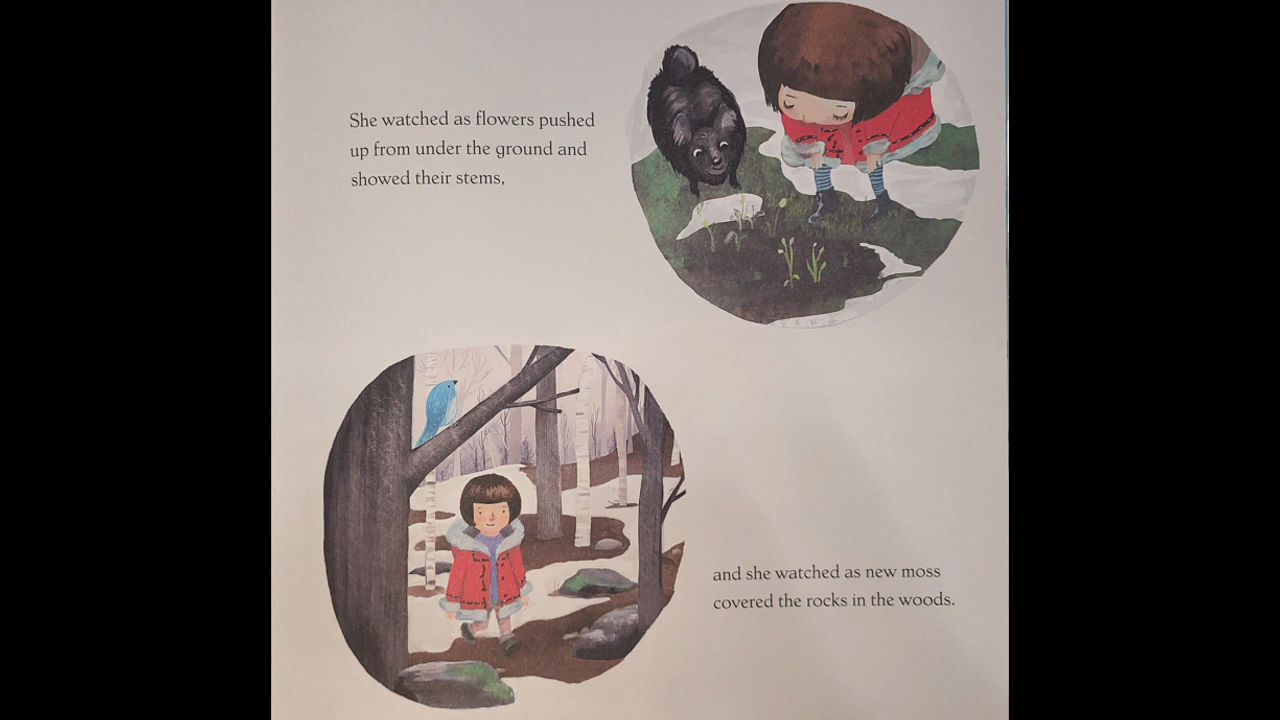 She watched as flowers pushed
up from under the ground and
showed their stems,
and she watched as new moss
covered the rocks in the woods.